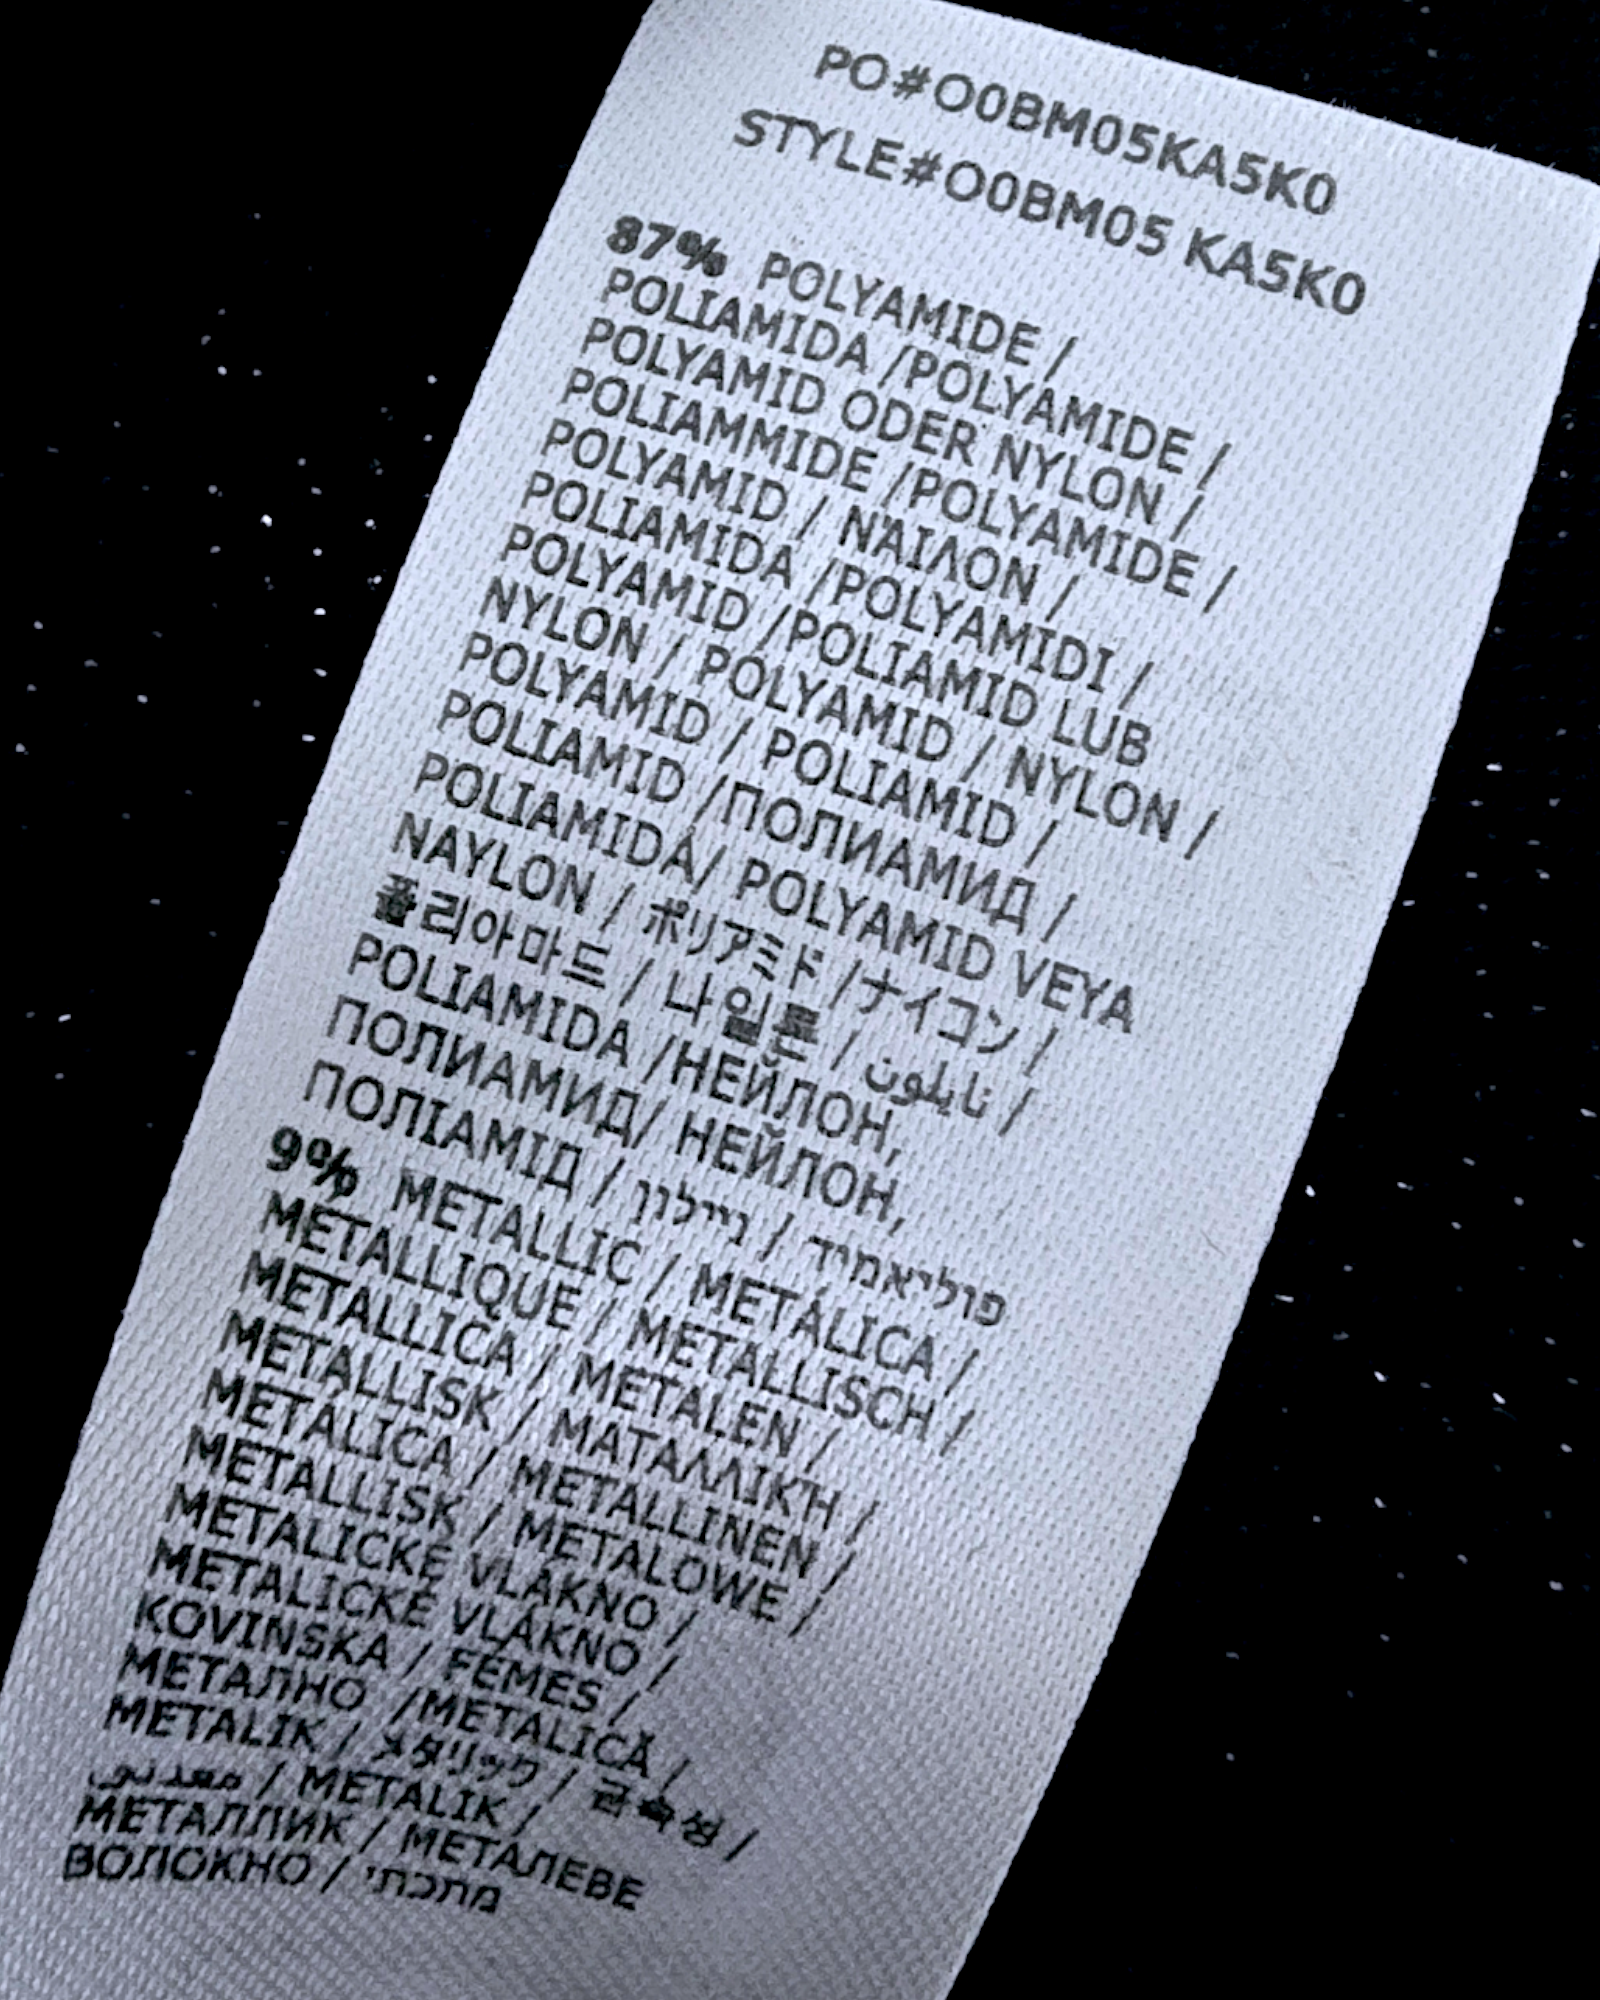 PO#O0BM05KA5K0
STYLE#O0BM05 KA5K0
87% POLYAMIDE /
POLIAMIDA /POLYAMIDE /
POLYAMID ODER NYLON /
POLIAMMIDE /POLYAMIDE /
POLYAMID / ΝΆΙΛΟΝ /
POLIAMIDA /POLYAMIDI /
POLYAMID /POLIAMID LUB
NYLON / POLYAMID / NYLON /
POLYAMID / POLIAMID /
POLIAMID /ПОЛИАМИД /
POLIAMIDA/ POLYAMID VEYA
NAYLON / ポリアミド /ナイコン /
폴리아마드 / 나일론 / نايلون /
POLIAMIDA /НЕЙЛОН,
ПОЛИАМИД/ НЕЙЛОН,
ПОЛІАМІД / ניילון / פוליאמיד
9% METALLIC / METÁLICA /
METALLIQUE / METALLISCH /
METALLICA / METALEN /
METALLISK / ΜΑΤΑΛΛΙΚΉ /
METALICA / METALLINEN /
METALLISK / METALOWE /
METALICKÉ VLÁKNO /
METALICKÉ VLÁKNO /
KOVINSKA / FÉMES /
МЕТАЛНО /METALICĂ /
METALIK / メタリック / 금속성 /
معدني / METALIK /
МЕТАЛЛИК / МЕТАЛЕВЕ
ВОЛОКНО / מתכתי